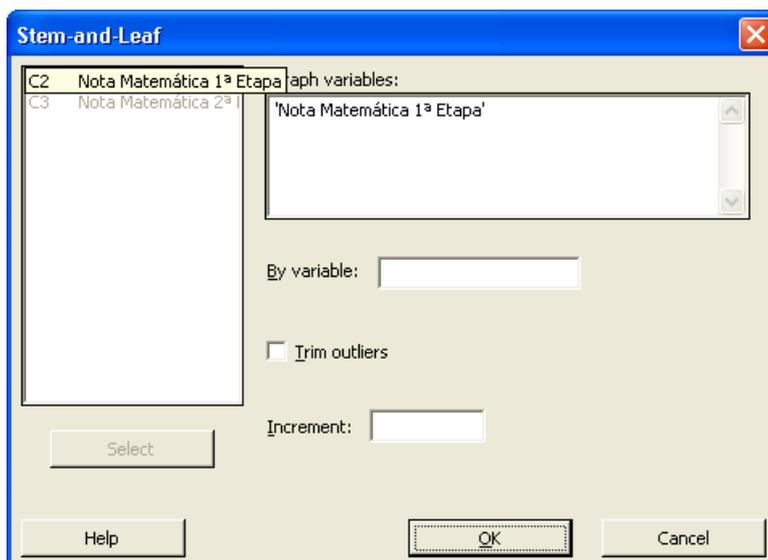 Stem-and-Leaf
C2 Nota Matemática 1ª Etapa
C3 Nota Matemática 2ª
raph variables:
'Nota Matemática 1ª Etapa'
By variable:
Trim outliers
Increment:
Select
Help
OK
Cancel